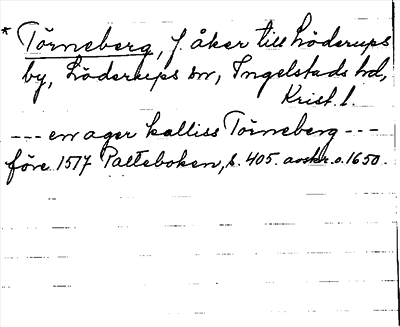 * Törneberg, f. åker till Löderups
by, Löderups sn, Ingelstads hd,
Krist. l.
--- en ager kalliss Törneberg ---
före 1517 Palteboken, s. 405. avskr. o. 1650.